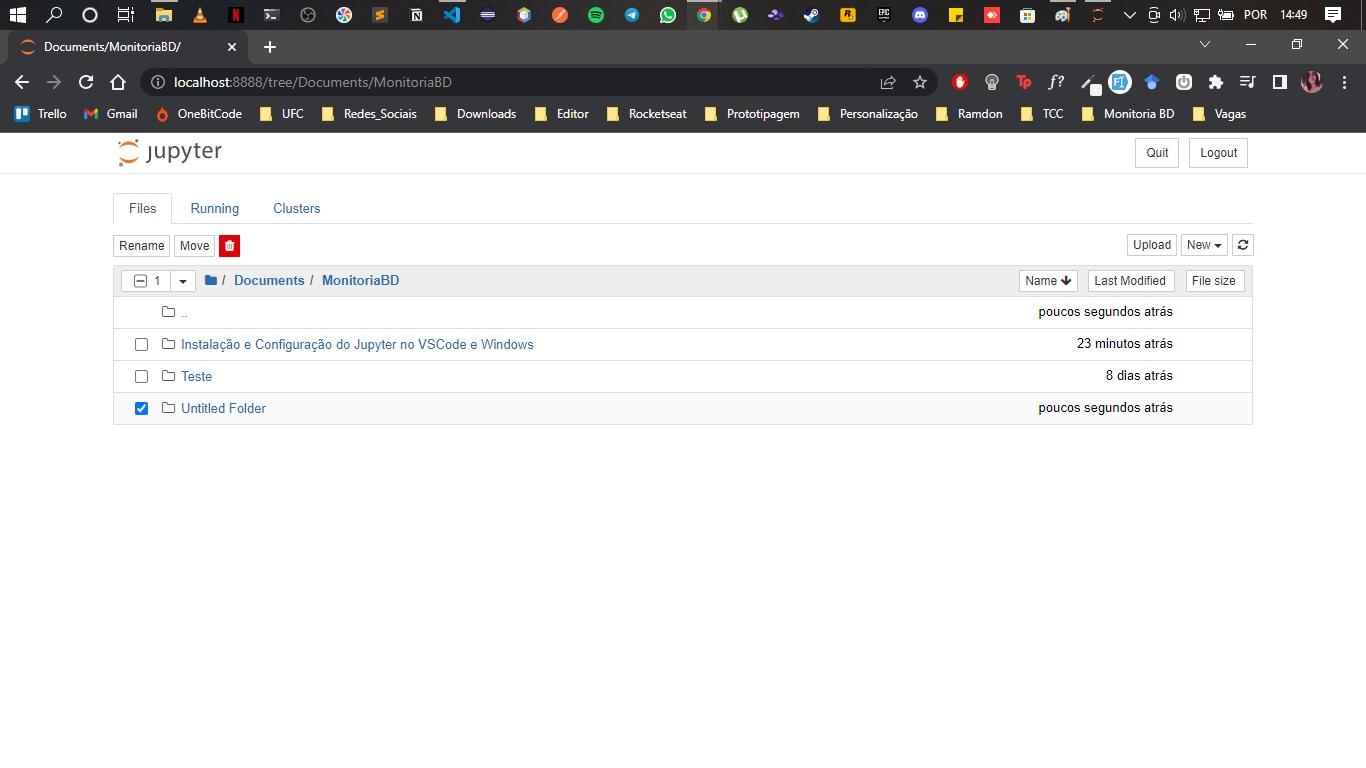 POR 14:49
Documents/MonitoriaBD/
localhost:8888/tree/Documents/MonitoriaBD
Trello Gmail OneBitCode UFC Redes_Sociais Downloads Editor Rocketseat Prototipagem Personalização Ramdon TCC Monitoria BD Vagas
jupyter Quit Logout
Files Running Clusters
Rename Move Upload New
1 / Documents / MonitoriaBD Name Last Modified File size
.. poucos segundos atrás
Instalação e Configuração do Jupyter no VSCode e Windows 23 minutos atrás
Teste 8 dias atrás
Untitled Folder poucos segundos atrás